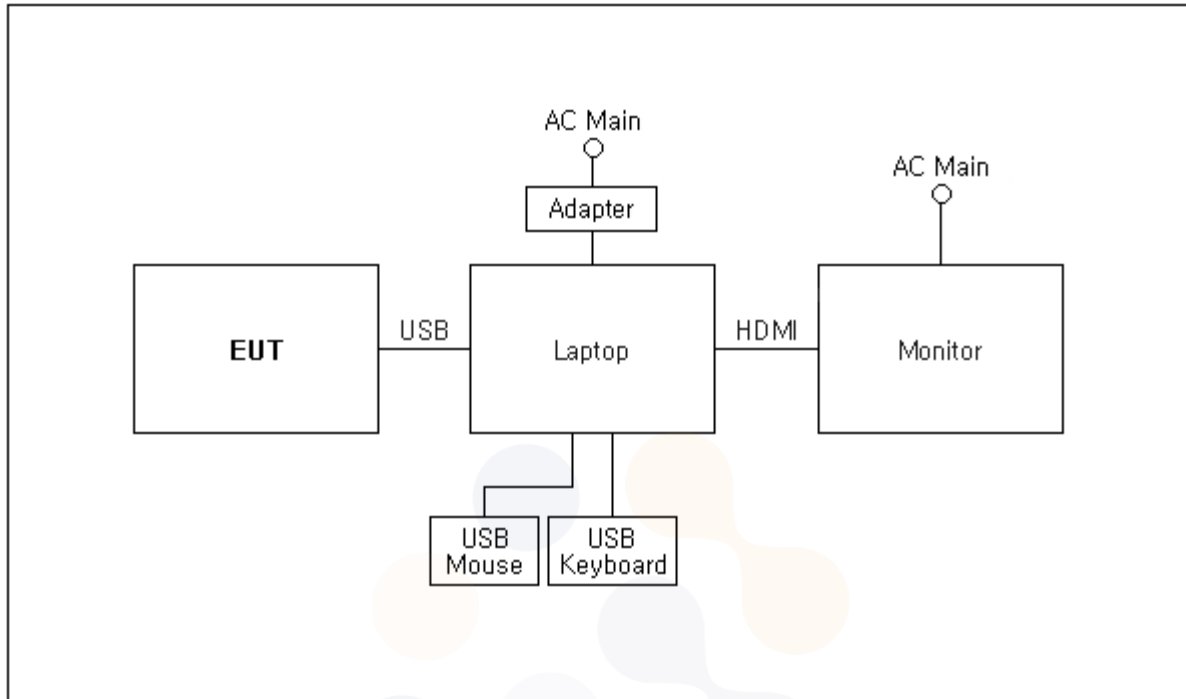 AC Main
AC Main
Adapter
EUT
USB
Laptop
HDMI
Monitor
USB
Mouse
USB
Keyboard